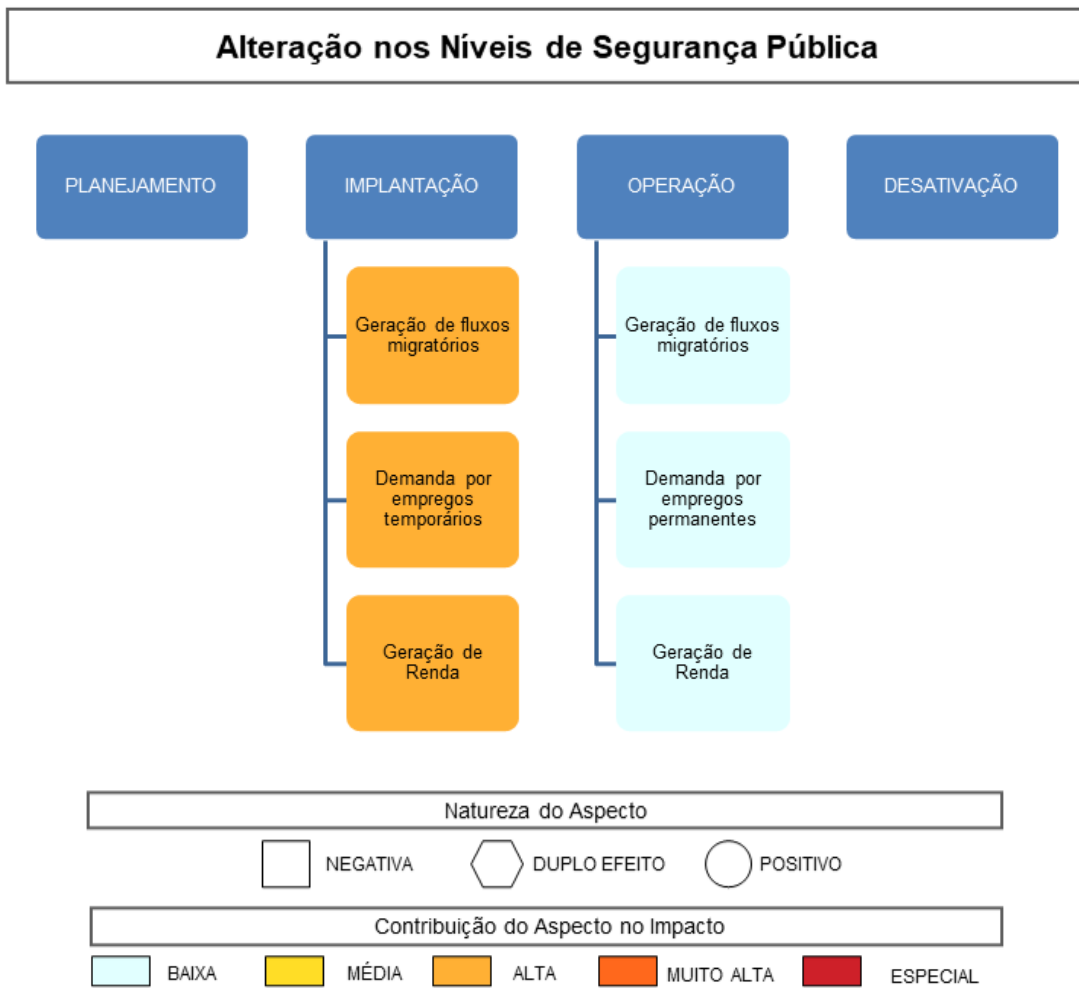 Alteração nos Níveis de Segurança Pública
PLANEJAMENTO
IMPLANTAÇÃO
OPERAÇÃO
DESATIVAÇÃO
Geração de fluxos
migratórios
Geração de fluxos
migratórios
Demanda por
empregos
temporários
Demanda por
empregos
permanentes
Geração de
Renda
Geração de
Renda
Natureza do Aspecto
NEGATIVA
DUPLO EFEITO
POSITIVO
Contribuição do Aspecto no Impacto
BAIXA
MÉDIA
ALTA
MUITO ALTA
ESPECIAL